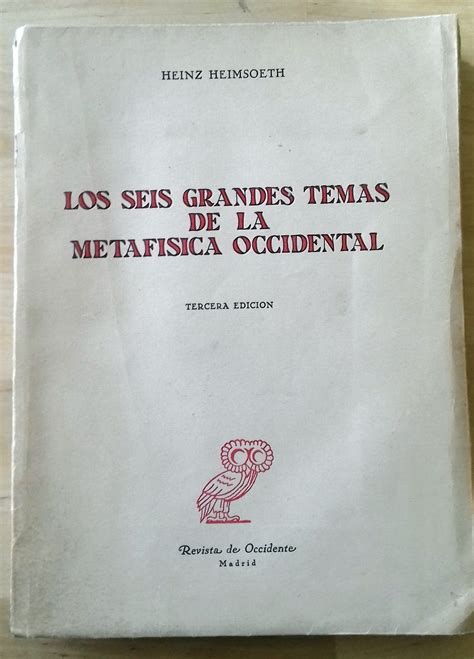 HEINZ HEIMSOETH
LOS SEIS GRANDES TEMAS
DE LA
METAFISICA OCCIDENTAL
TERCERA EDICION
Revista de Occidente
Madrid